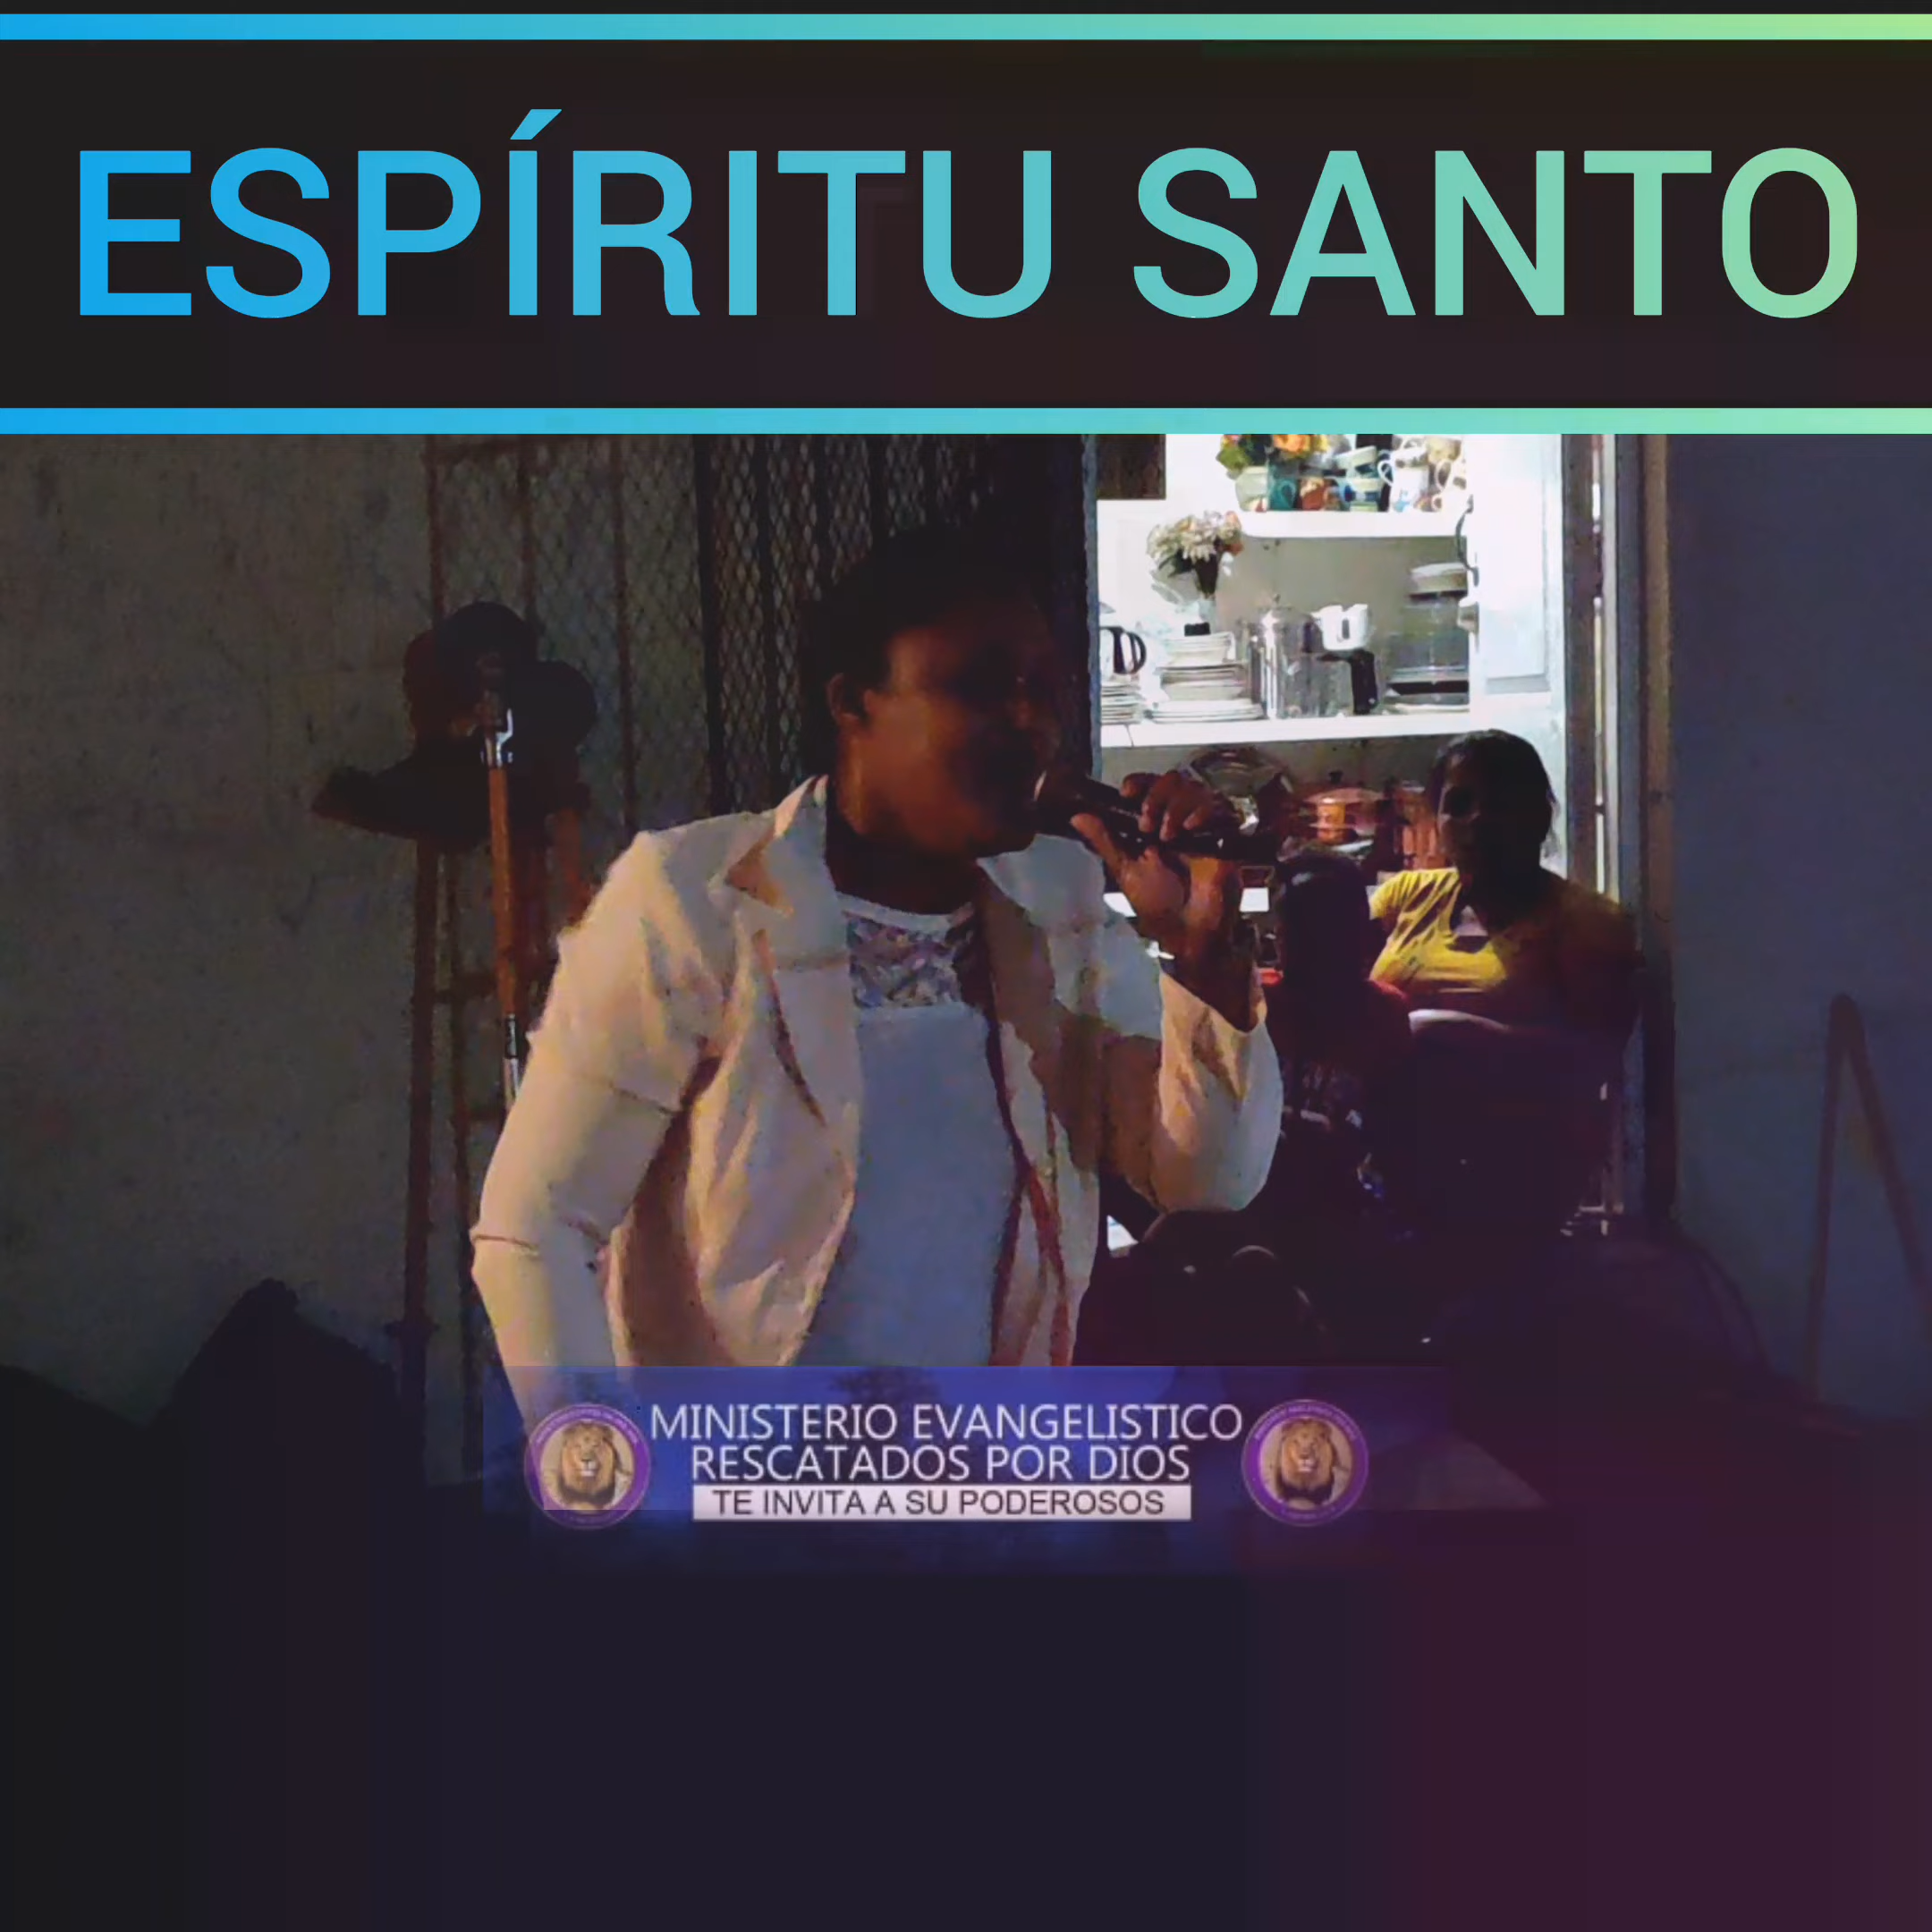 ESPÍRITU SANTO
MINISTERIO EVANGELISTICO
RESCATADOS POR DIOS
TE INVITA A SU PODEROSOS